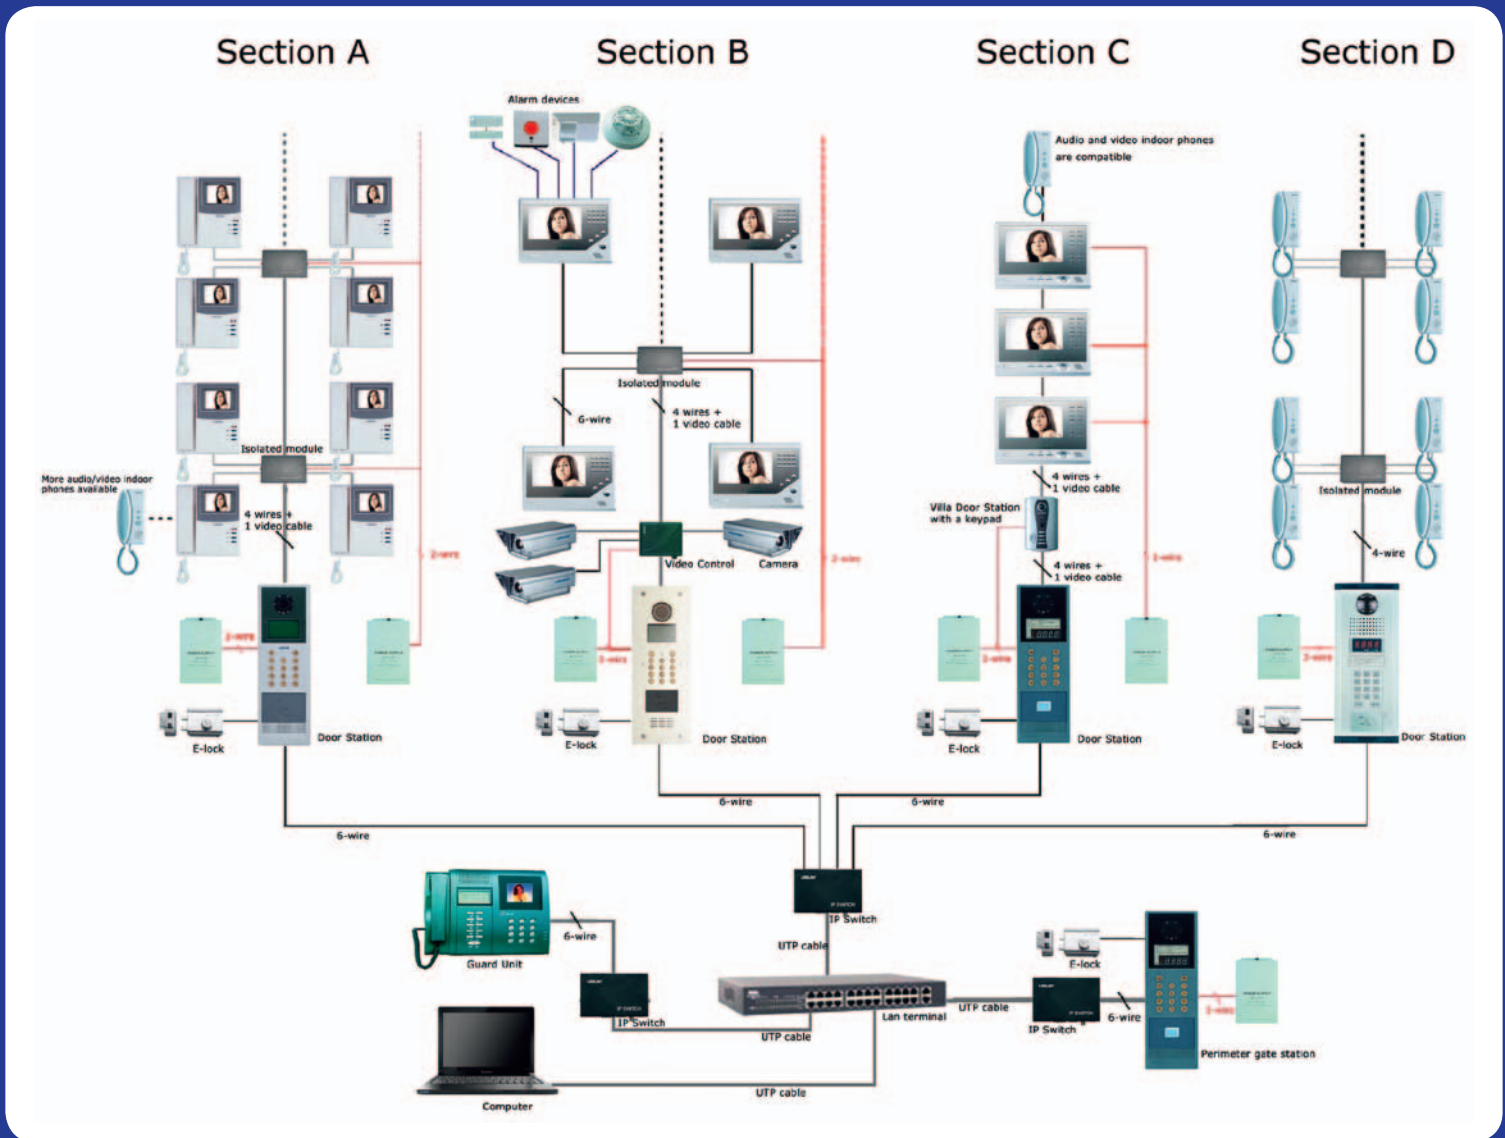 Section A
Section B
Section C
Section D
Alarm devices
Audio and video indoor phones
are compatible
Isolated module
6-wire
4 wires +
1 video cable
Isolated module
More audio/video indoor
phones available
4 wires +
1 video cable
2-wire
Video Control
Camera
2-wire
4 wires +
1 video cable
Villa Door Station
with a keypad
4 wires +
1 video cable
2-wire
Isolated module
4-wire
2-wire
2-wire
2-wire
2-wire
E-lock
Door Station
E-lock
Door Station
E-lock
Door Station
E-lock
Door Station
6-wire
6-wire
6-wire
6-wire
IP SWITCH
IP Switch
UTP cable
Guard Unit
6-wire
IP SWITCH
IP Switch
UTP cable
Lan terminal
UTP cable
IP SWITCH
IP Switch
6-wire
E-lock
2-wire
Perimeter gate station
Computer
UTP cable